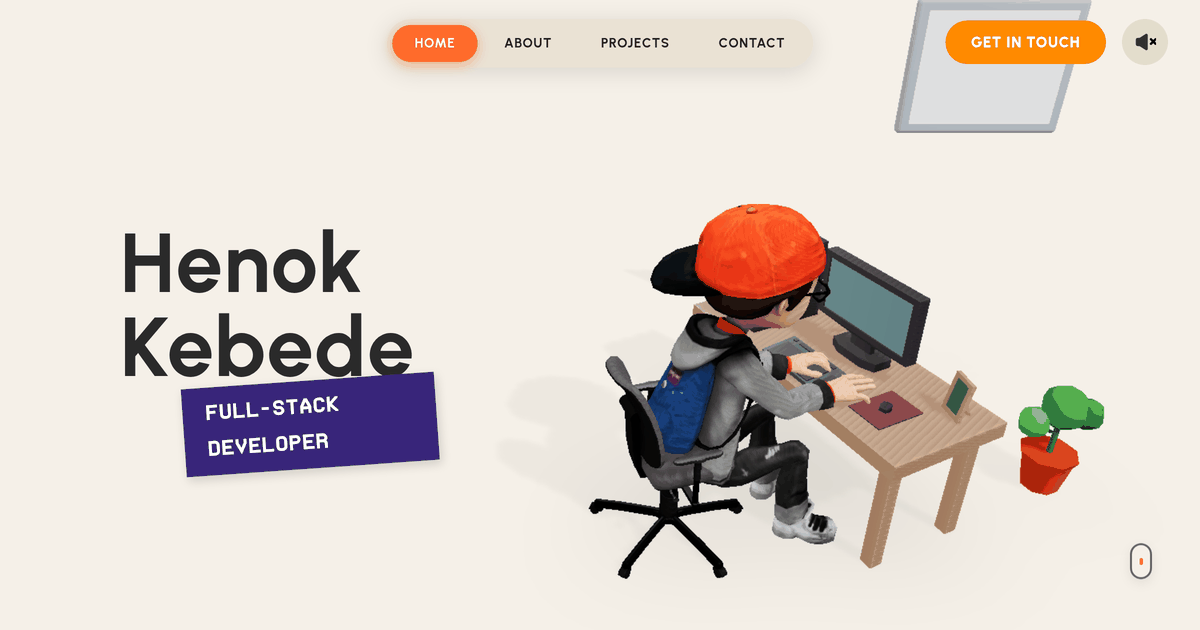 HOME ABOUT PROJECTS CONTACT GET IN TOUCH
Henok
Kebede
FULL-STACK
DEVELOPER